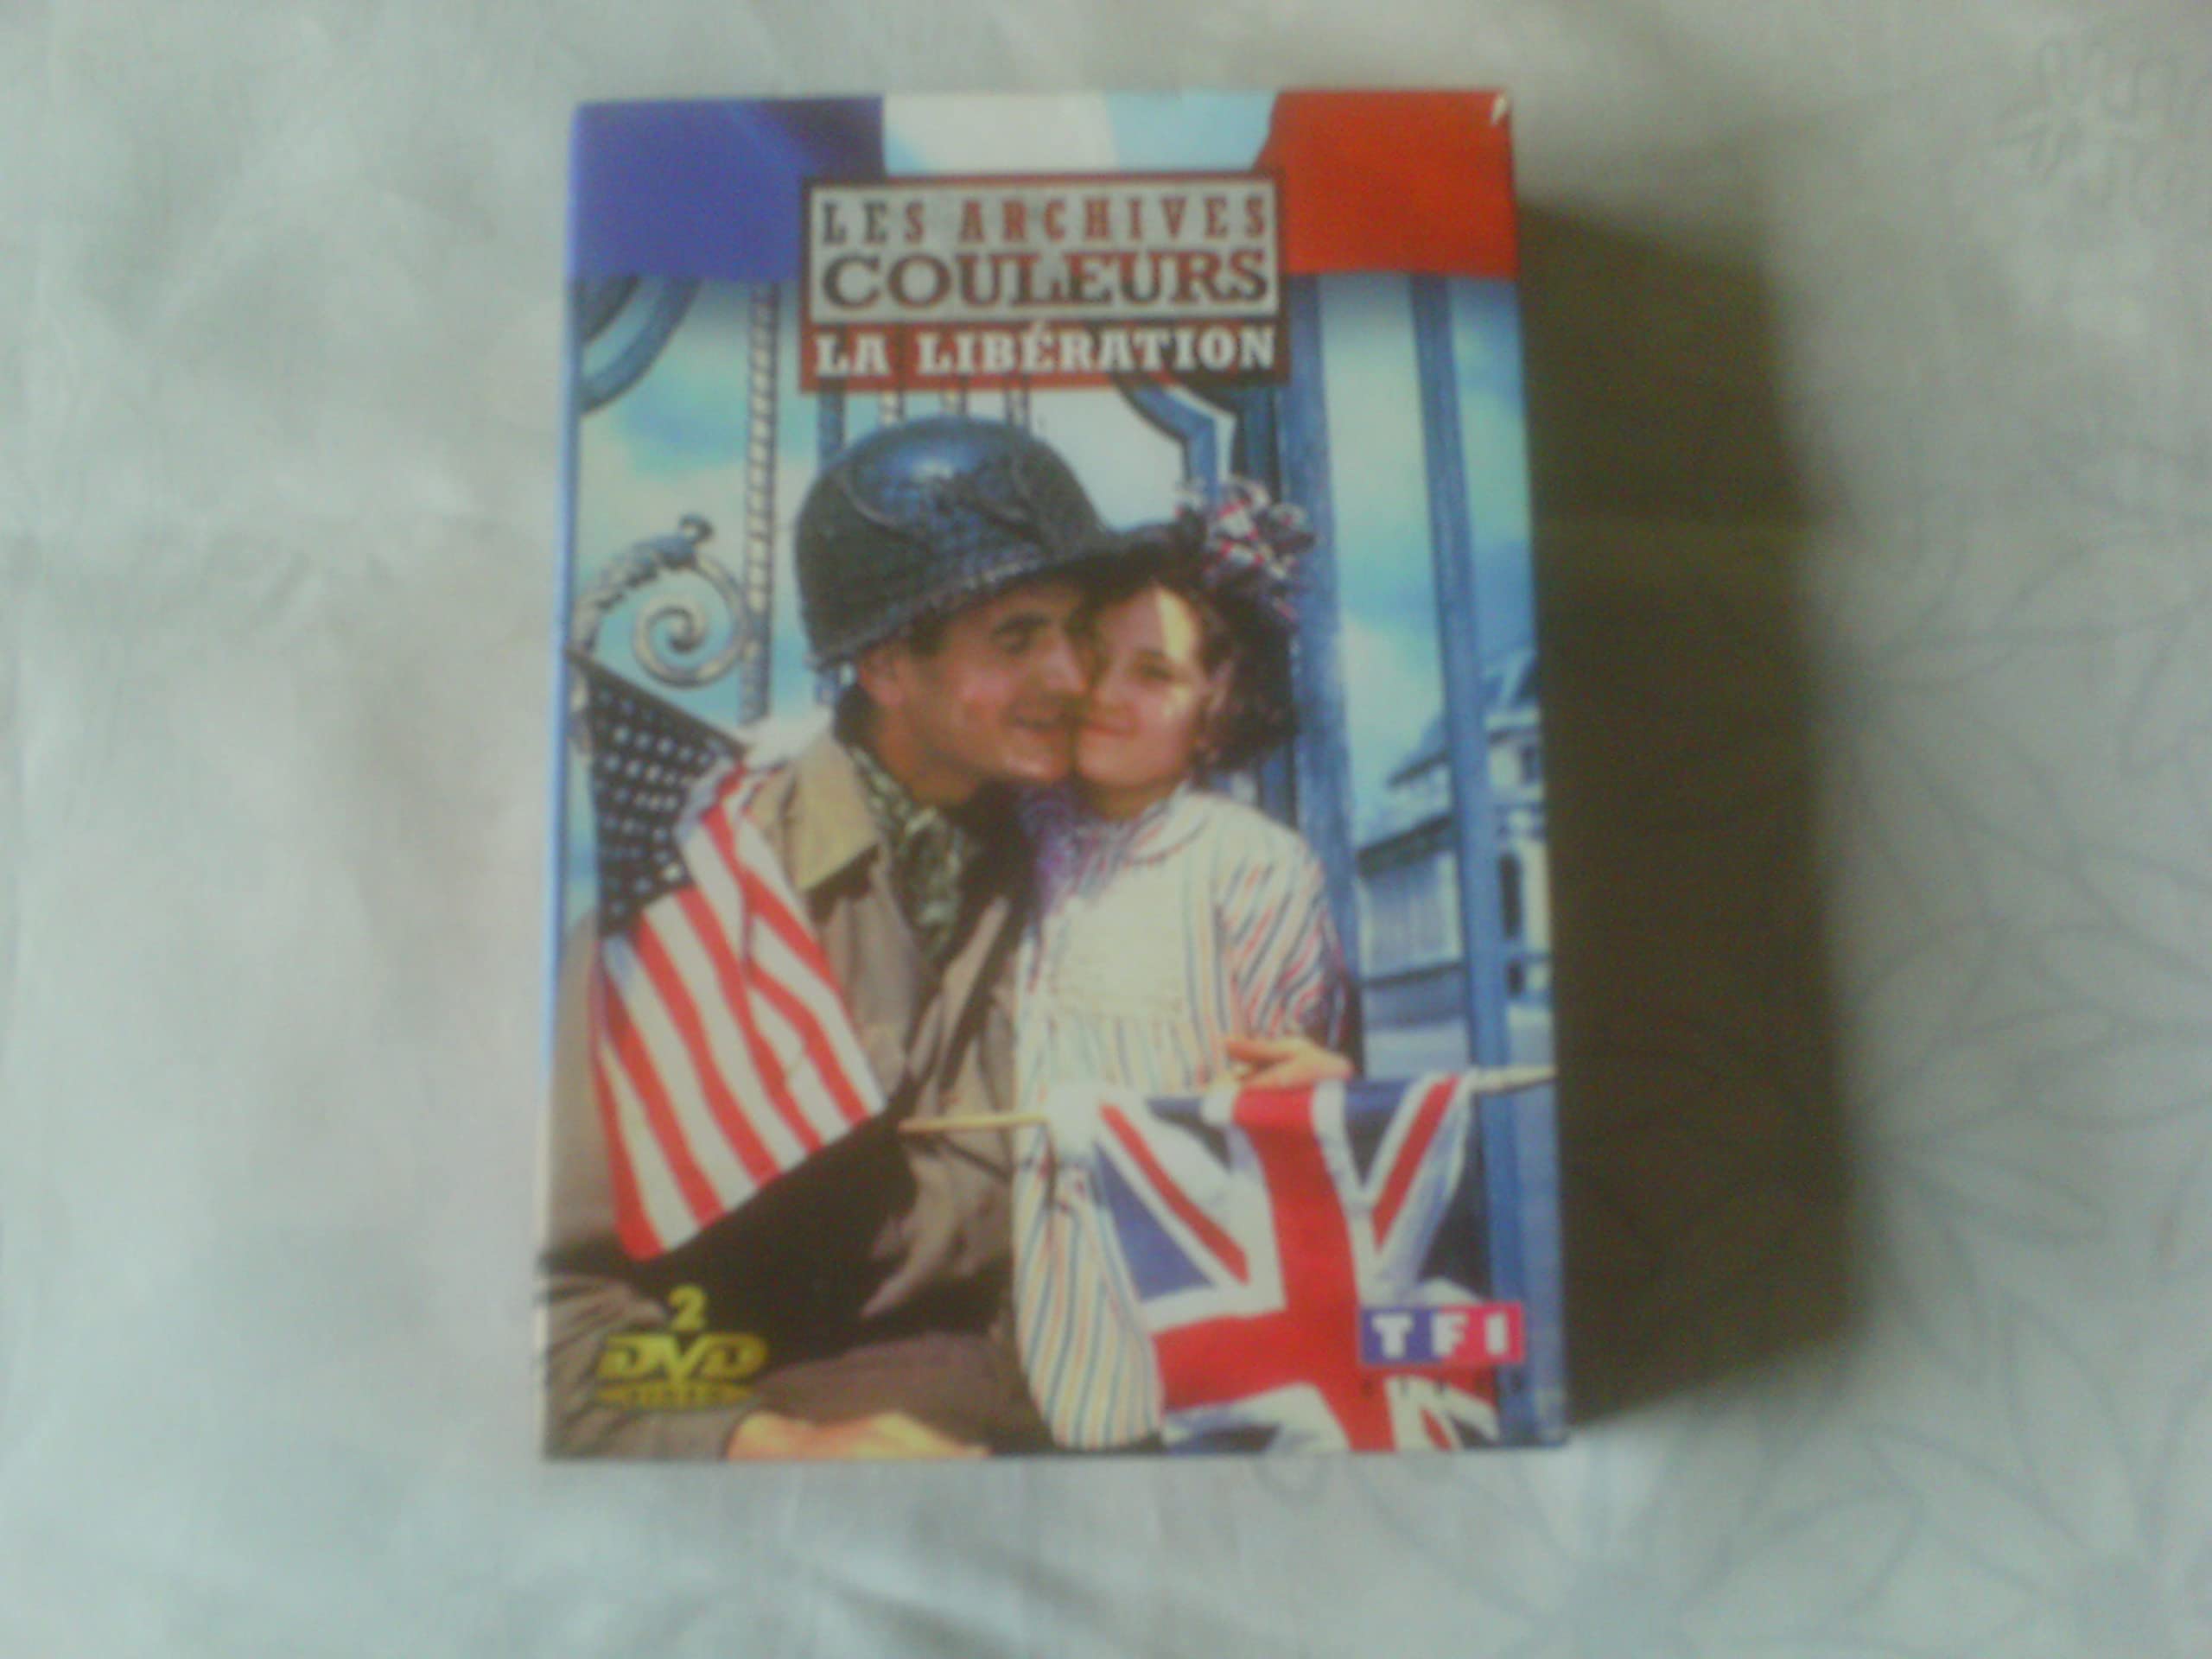 LES ARCHIVES
COULEURS
LA LIBÉRATION
2
DVD
TF1